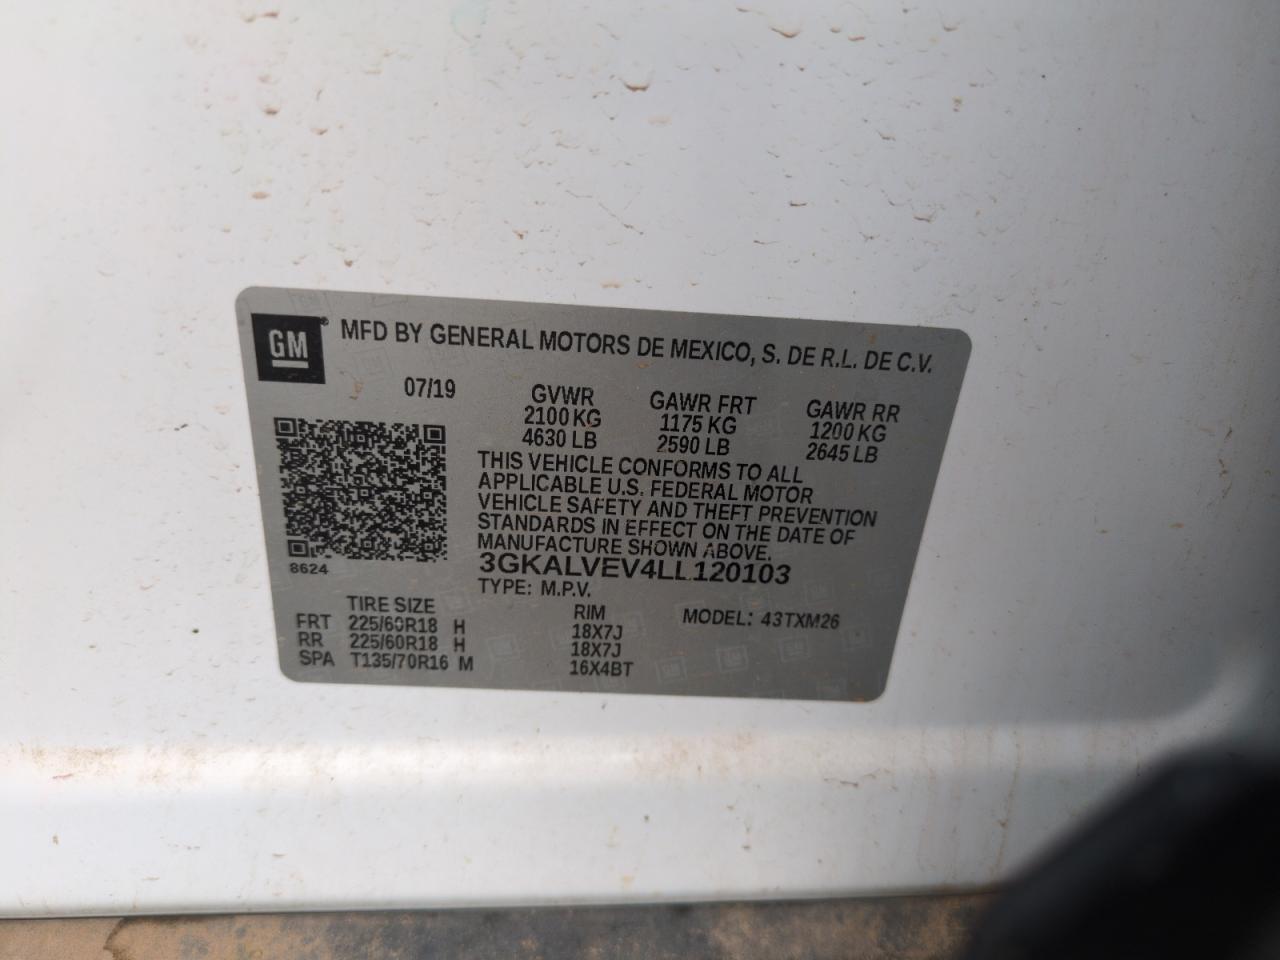 GM® MFD BY GENERAL MOTORS DE MEXICO, S. DE R.L. DE C.V.
07/19 GVWR GAWR FRT GAWR RR
2100 KG 1175 KG 1200 KG
4630 LB 2590 LB 2645 LB
THIS VEHICLE CONFORMS TO ALL
APPLICABLE U.S. FEDERAL MOTOR
VEHICLE SAFETY AND THEFT PREVENTION
STANDARDS IN EFFECT ON THE DATE OF
MANUFACTURE SHOWN ABOVE.
3GKALVEV4LL120103
8624
TYPE: M.P.V.
TIRE SIZE RIM MODEL: 43TXM26
FRT 225/60R18 H 18X7J
RR 225/60R18 H 18X7J
SPA T135/70R16 M 16X4BT